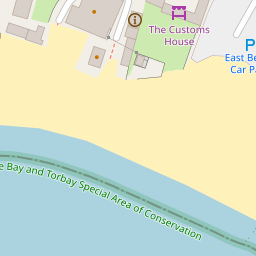 The Customs
House
P
East Be
Car Pa
e Bay and Torbay Special Area of Conservation